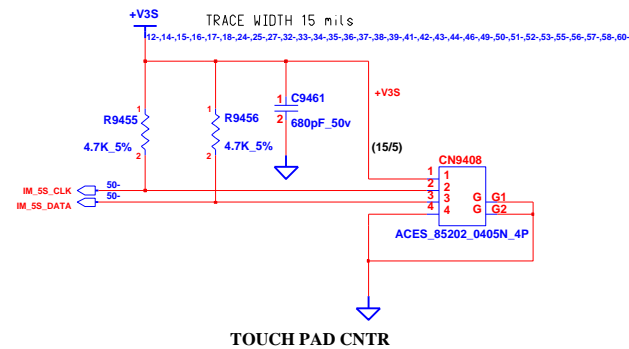 +V3S
TRACE WIDTH 15 mils
12-,14-,15-,16-,17-,18-,24-,25-,27-,32-,33-,34-,35-,36-,37-,38-,39-,41-,42-,43-,44-,46-,49-,50-,51-,52-,53-,55-,56-,57-,58-,60-
1
R9455
2
4.7K_5%
1
R9456
2
4.7K_5%
1
C9461
2
680pF_50v
+V3S
(15/5)
CN9408
IM_5S_CLK
50-
IM_5S_DATA
50-
1 1
2 2
3 3 G G1
4 4 G G2
ACES_85202_0405N_4P
TOUCH PAD CNTR